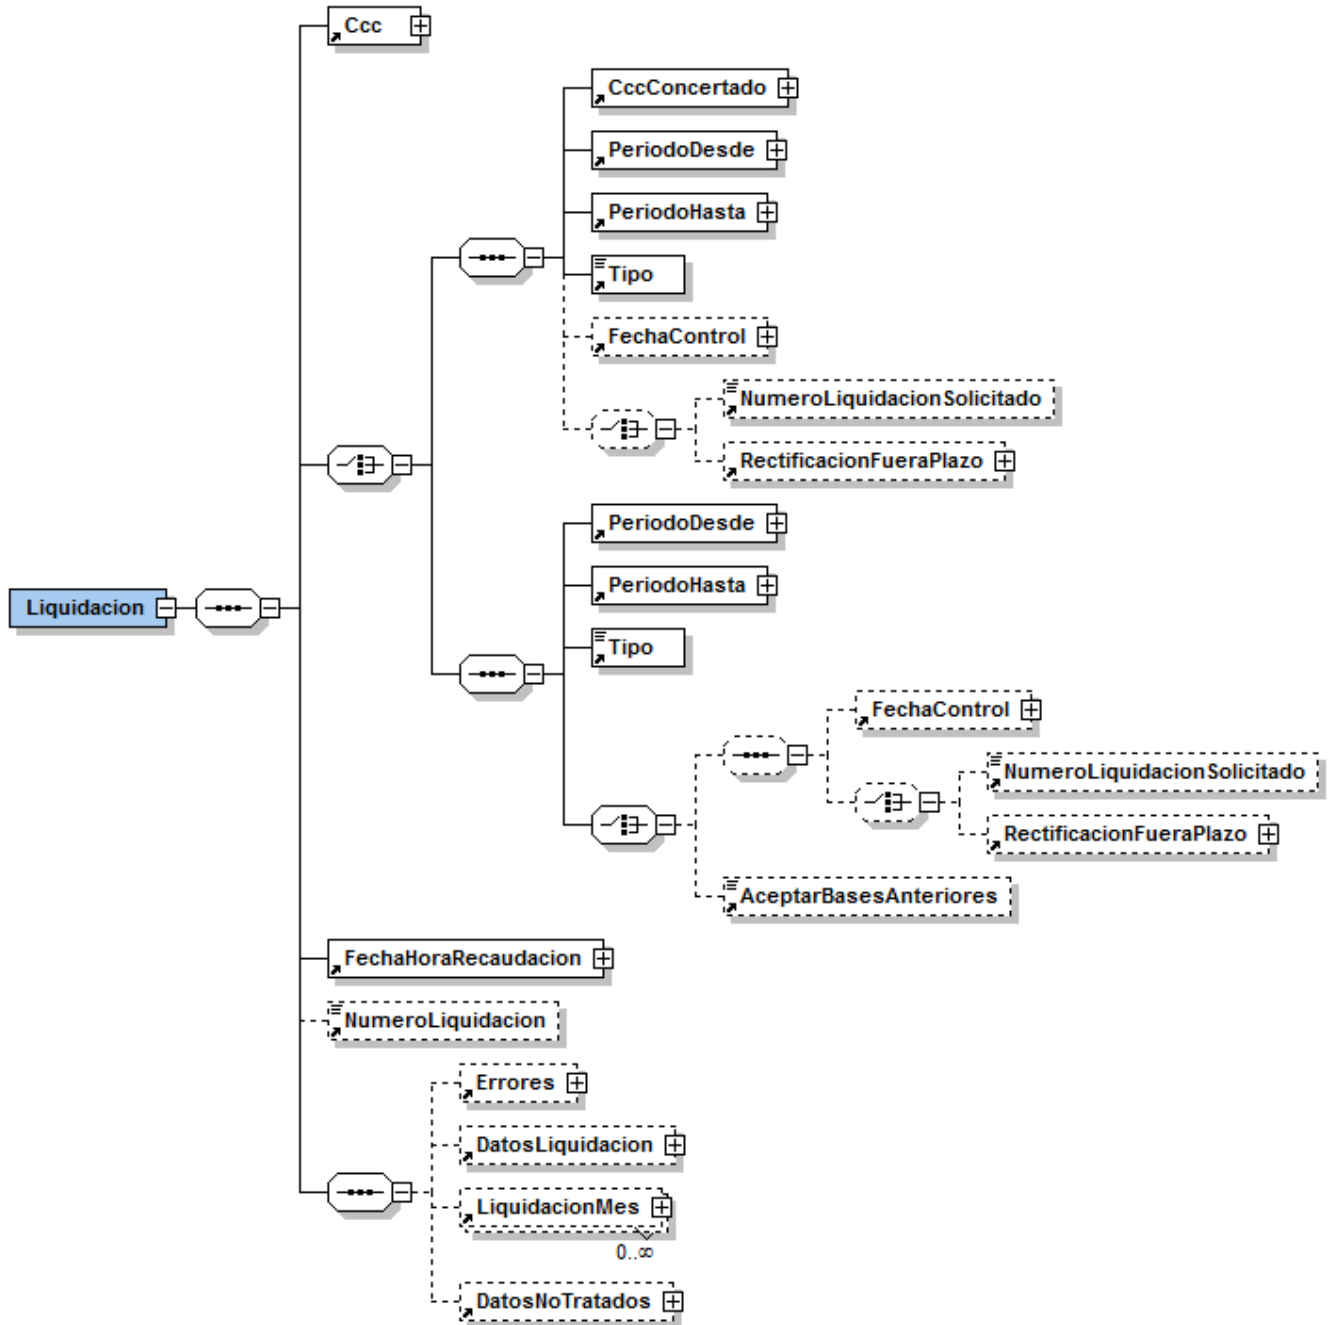 Ccc
CccConcertado
PeriodoDesde
PeriodoHasta
Tipo
FechaControl
NumeroLiquidacionSolicitado
RectificacionFueraPlazo
PeriodoDesde
PeriodoHasta
Liquidacion
Tipo
FechaControl
NumeroLiquidacionSolicitado
RectificacionFueraPlazo
AceptarBasesAnteriores
FechaHoraRecaudacion
NumeroLiquidacion
Errores
DatosLiquidacion
LiquidacionMes
0..∞
DatosNoTratados